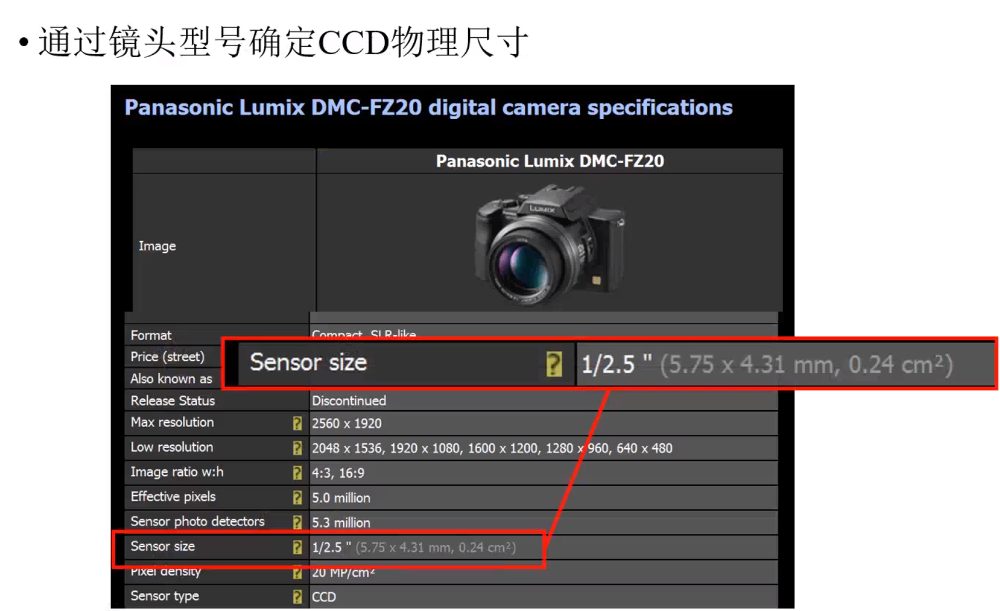 • 通过镜头型号确定CCD物理尺寸
Panasonic Lumix DMC-FZ20 digital camera specifications
Panasonic Lumix DMC-FZ20
LUMIX
Image
Format Compact, SLR-like
Price (street)
Sensor size ? 1/2.5 " (5.75 x 4.31 mm, 0.24 cm²)
Also known as
Release Status Discontinued
Max resolution ? 2560 x 1920
Low resolution ? 2048 x 1536, 1920 x 1080, 1600 x 1200, 1280 x 960, 640 x 480
Image ratio w:h ? 4:3, 16:9
Effective pixels ? 5.0 million
Sensor photo detectors ? 5.3 million
Sensor size ? 1/2.5 " (5.75 x 4.31 mm, 0.24 cm²)
Pixel density ? 20 MP/cm²
Sensor type ? CCD